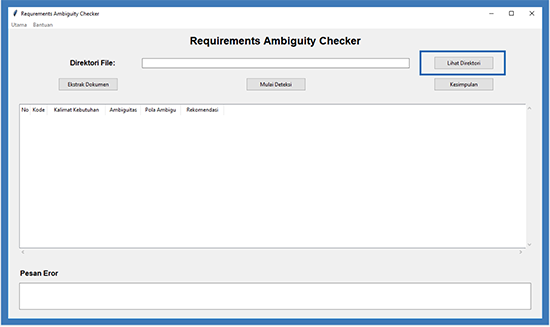 Requirements Ambiguity Checker
Utama Bantuan
Requirements Ambiguity Checker
Direktori File: Lihat Direktori
Ekstrak Dokumen Mulai Deteksi Kesimpulan
No Kode Kalimat Kebutuhan Ambiguitas Pola Ambigu Rekomendasi
Pesan Eror